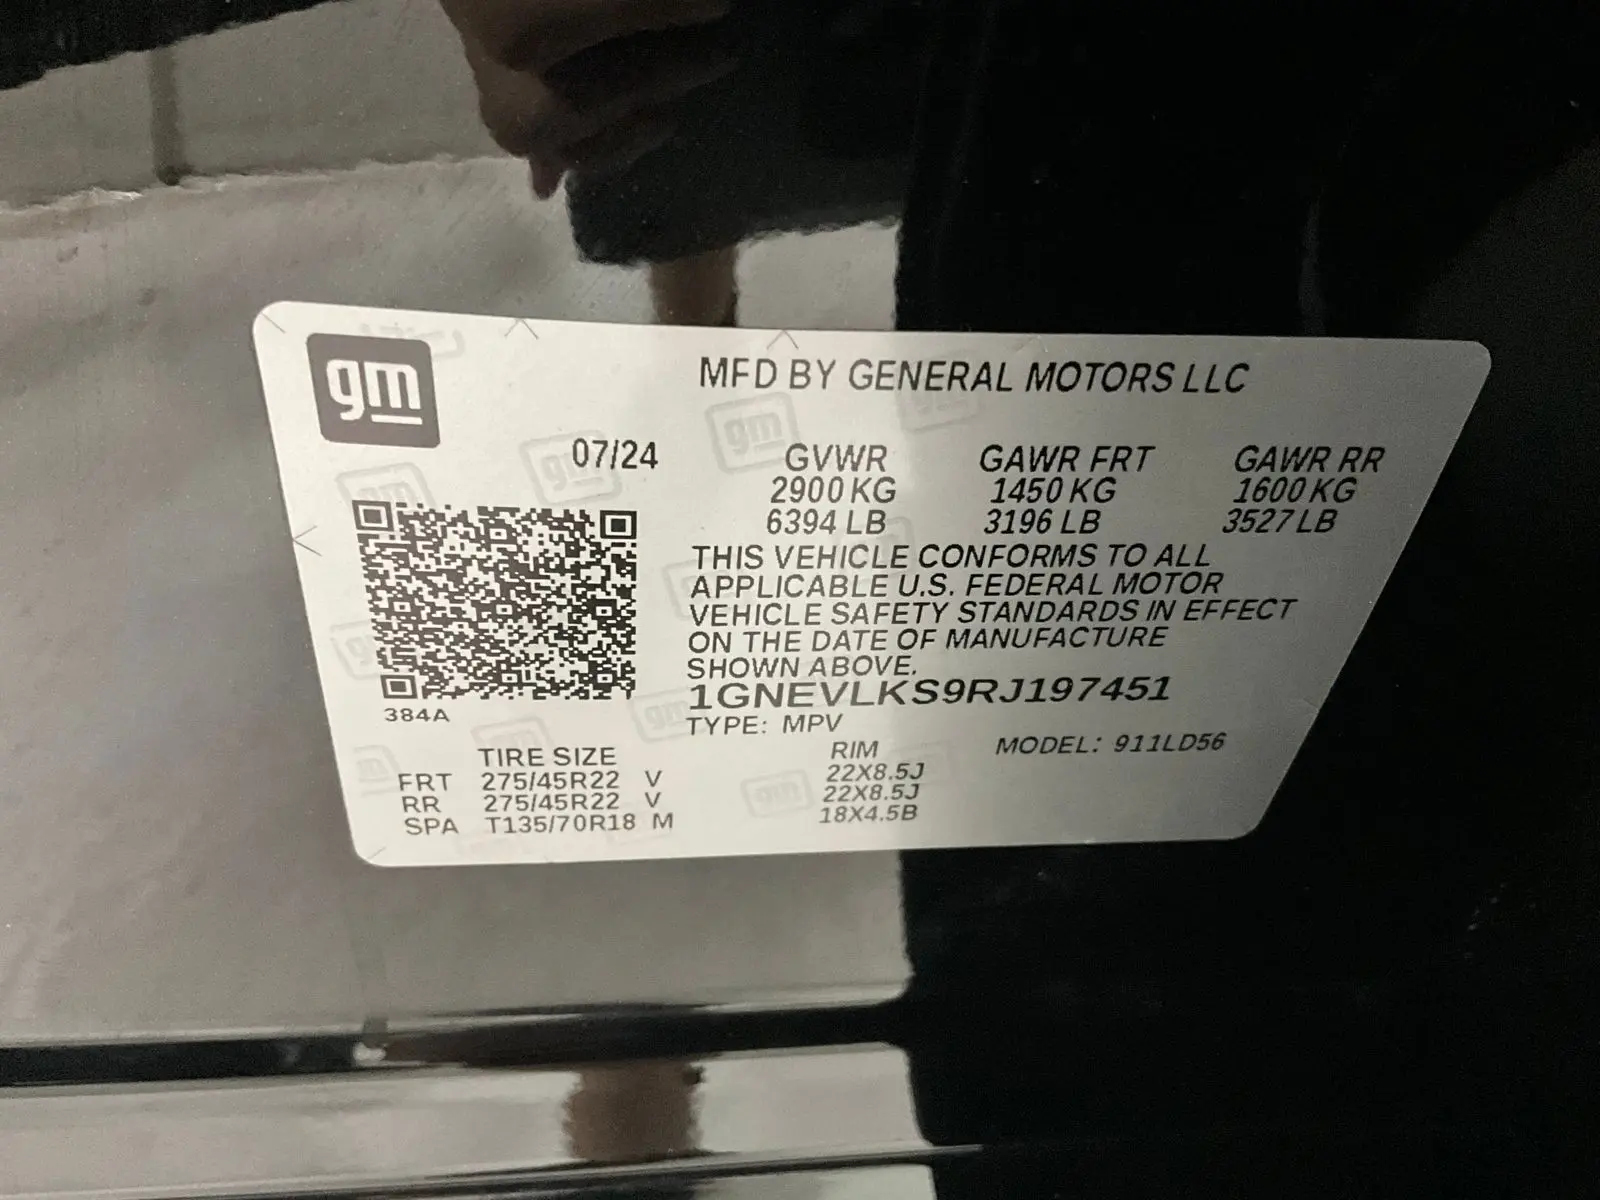 gm
MFD BY GENERAL MOTORS LLC
07/24
GVWR GAWR FRT GAWR RR
2900 KG 1450 KG 1600 KG
6394 LB 3196 LB 3527 LB
THIS VEHICLE CONFORMS TO ALL
APPLICABLE U.S. FEDERAL MOTOR
VEHICLE SAFETY STANDARDS IN EFFECT
ON THE DATE OF MANUFACTURE
SHOWN ABOVE.
1GNEVLKS9RJ197451
384A
TYPE: MPV MODEL: 911LD56
TIRE SIZE RIM
FRT 275/45R22 V 22X8.5J
RR 275/45R22 V 22X8.5J
SPA T135/70R18 M 18X4.5B